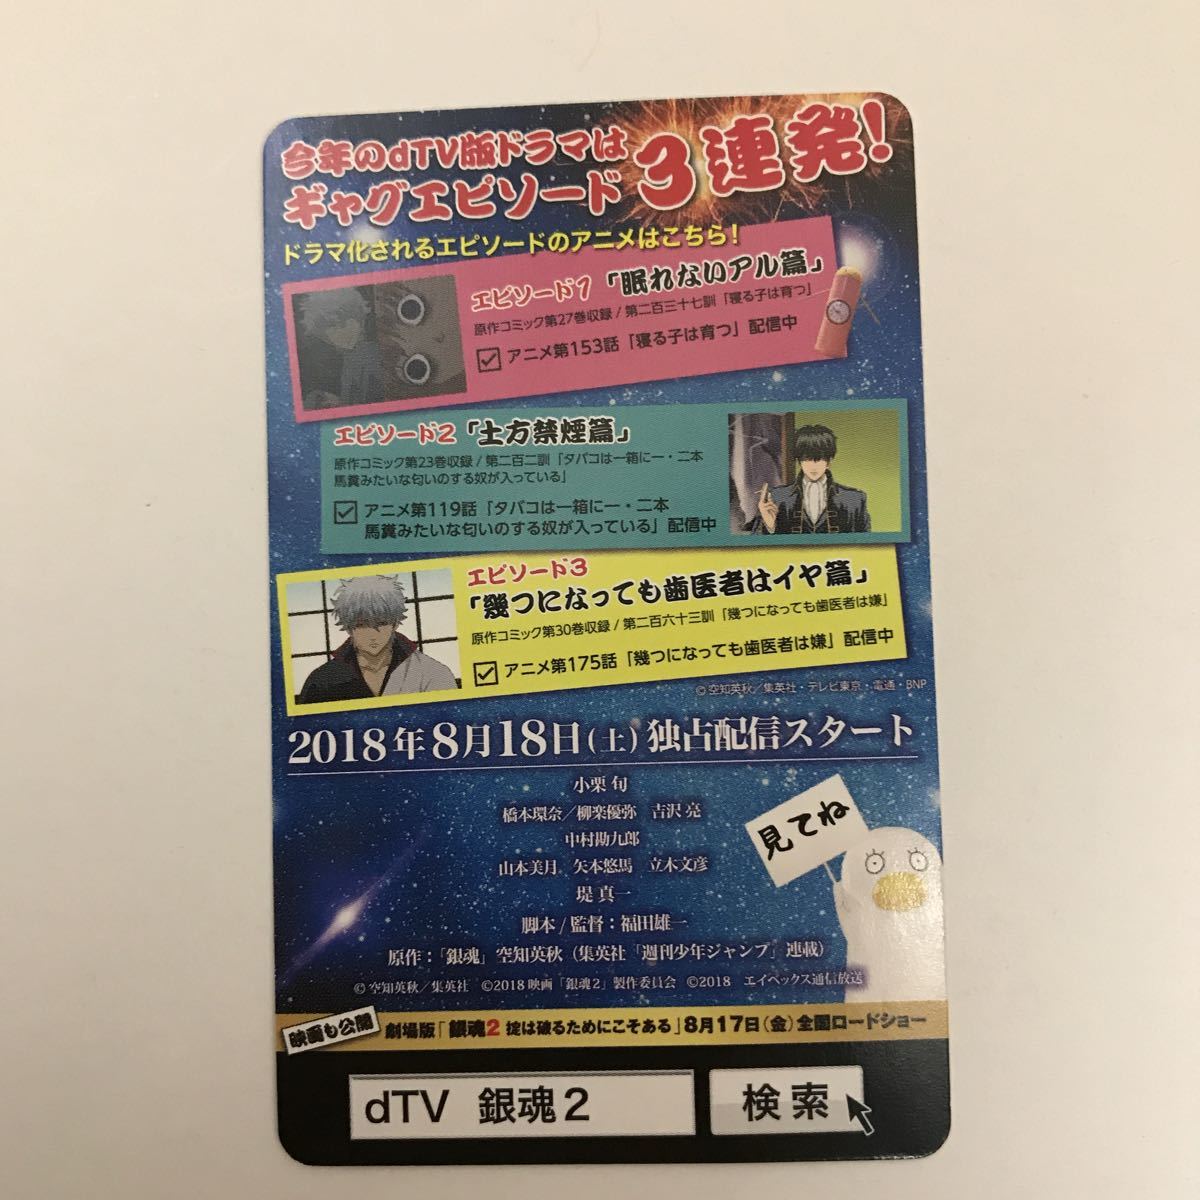 今年のdTV版ドラマは
ギャグエピソード3連発!
ドラマ化されるエピソードのアニメはこちら!
エピソード1「眠れないアル篇」
原作コミック第27巻収録/第二百三十七訓「寝る子は育つ」
アニメ第153話「寝る子は育つ」配信中
エピソード2「土方禁煙篇」
原作コミック第23巻収録/第二百二訓「タバコは一箱に一・二本
馬糞みたいな匂いのする奴が入っている」
アニメ第119話「タバコは一箱に一・二本
馬糞みたいな匂いのする奴が入っている」配信中
エピソード3
「幾つになっても歯医者はイヤ篇」
原作コミック第30巻収録/第二百六十三訓「幾つになっても歯医者は嫌」
アニメ第175話「幾つになっても歯医者は嫌」配信中
©空知英秋/集英社・テレビ東京・電通・BNP
2018年8月18日(土)独占配信スタート
小栗 旬
橋本環奈/柳楽優弥 吉沢 亮
中村勘九郎
山本美月 矢本悠馬 立木文彦
堤 真一
脚本/監督:福田雄一
原作:「銀魂」空知英秋(集英社「週刊少年ジャンプ」連載)
©空知英秋/集英社 ©2018 映画「銀魂2」製作委員会 ©2018 エイベックス通信放送
見てね
映画も公開
劇場版「銀魂2 掟は破るためにこそある」8月17日(金)全国ロードショー
dTV 銀魂2
検索